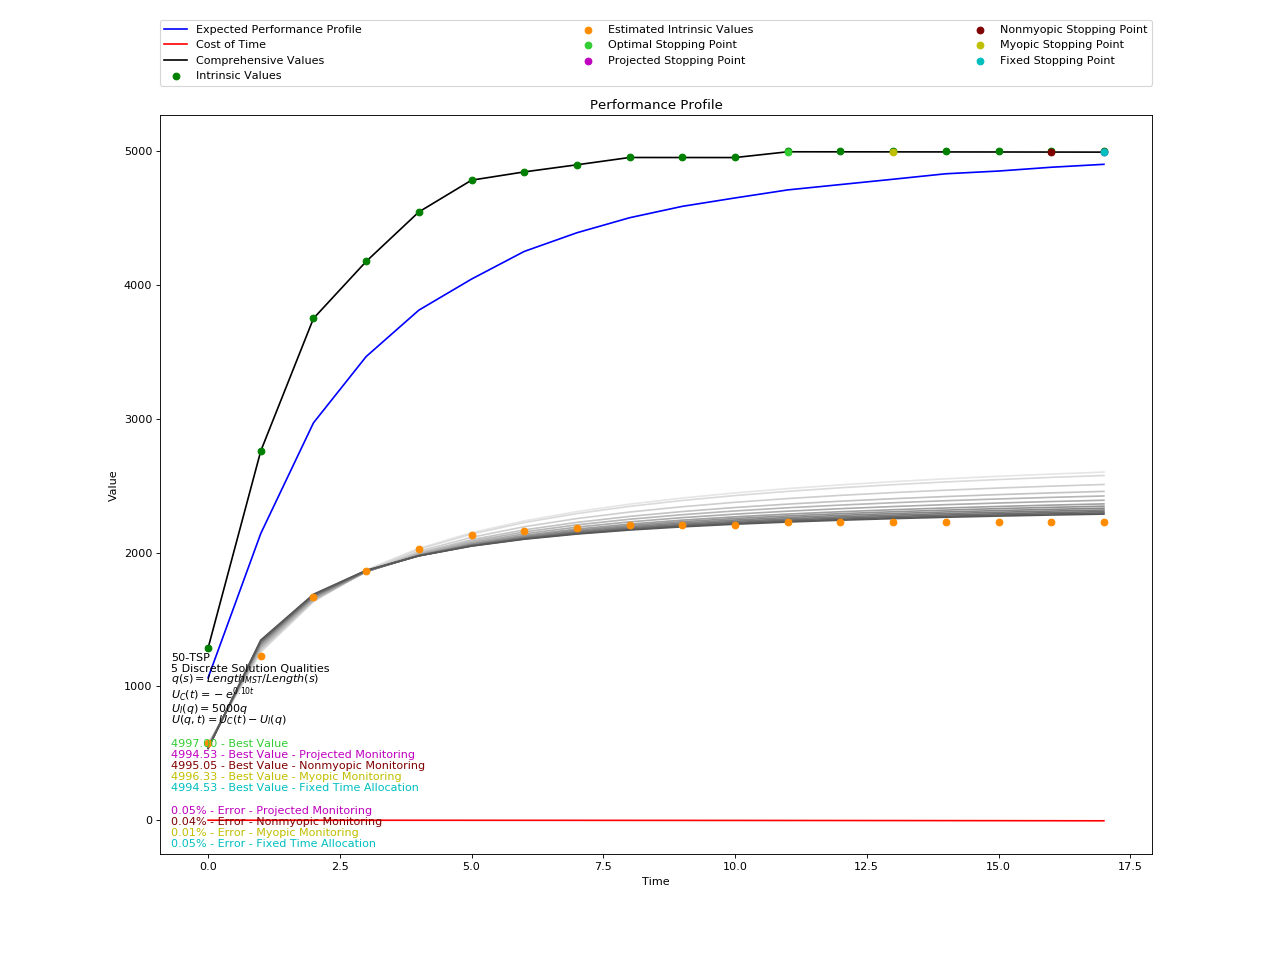 Expected Performance Profile
Cost of Time
Comprehensive Values
Intrinsic Values
Estimated Intrinsic Values
Optimal Stopping Point
Projected Stopping Point
Nonmyopic Stopping Point
Myopic Stopping Point
Fixed Stopping Point
Performance Profile
5000
4000
3000
2000
1000
0
Value
50-TSP
5 Discrete Solution Qualities
q(s) = Length_MST/Length(s)
U_C(t) = −e^0.10t
U_I(q) = 5000q
U(q, t) = U_C(t) − U_I(q)
4997.00 - Best Value
4994.53 - Best Value - Projected Monitoring
4995.05 - Best Value - Nonmyopic Monitoring
4996.33 - Best Value - Myopic Monitoring
4994.53 - Best Value - Fixed Time Allocation
0.05% - Error - Projected Monitoring
0.04% - Error - Nonmyopic Monitoring
0.01% - Error - Myopic Monitoring
0.05% - Error - Fixed Time Allocation
0.0 2.5 5.0 7.5 10.0 12.5 15.0 17.5
Time